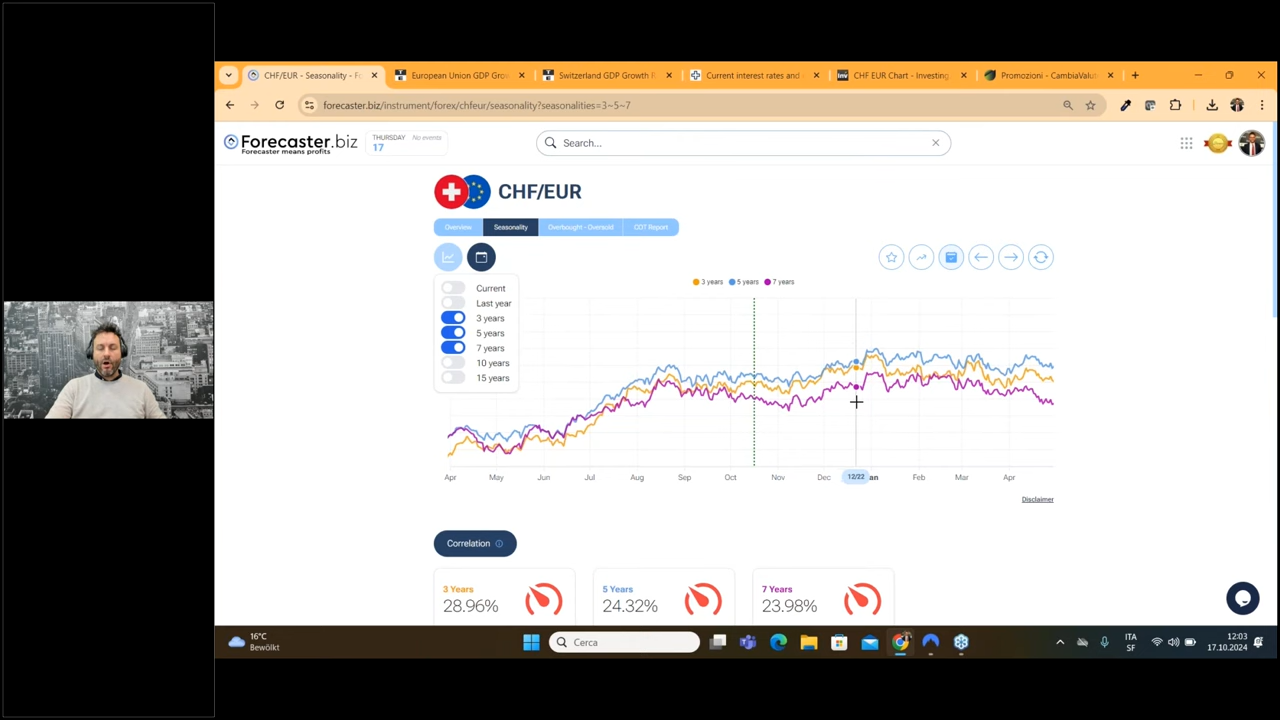 CHF/EUR - Seasonality - Fo
European Union GDP Grow
Switzerland GDP Growth R
Current interest rates and
CHF EUR Chart - Investing
Promozioni - CambiaValut
forecaster.biz/instrument/forex/chfeur/seasonality?seasonalities=3~5~7
Forecaster.biz
Forecaster means profits
THURSDAY
17
No events
Search...
CHF/EUR
Overview
Seasonality
Overbought - Oversold
COT Report
Current
Last year
3 years
5 years
7 years
10 years
15 years
3 years
5 years
7 years
Apr
May
Jun
Jul
Aug
Sep
Oct
Nov
Dec
12/22
an
Feb
Mar
Apr
Disclaimer
Correlation
3 Years
28.96%
5 Years
24.32%
7 Years
23.98%
16°C
Bewölkt
Cerca
ITA
SF
12:03
17.10.2024